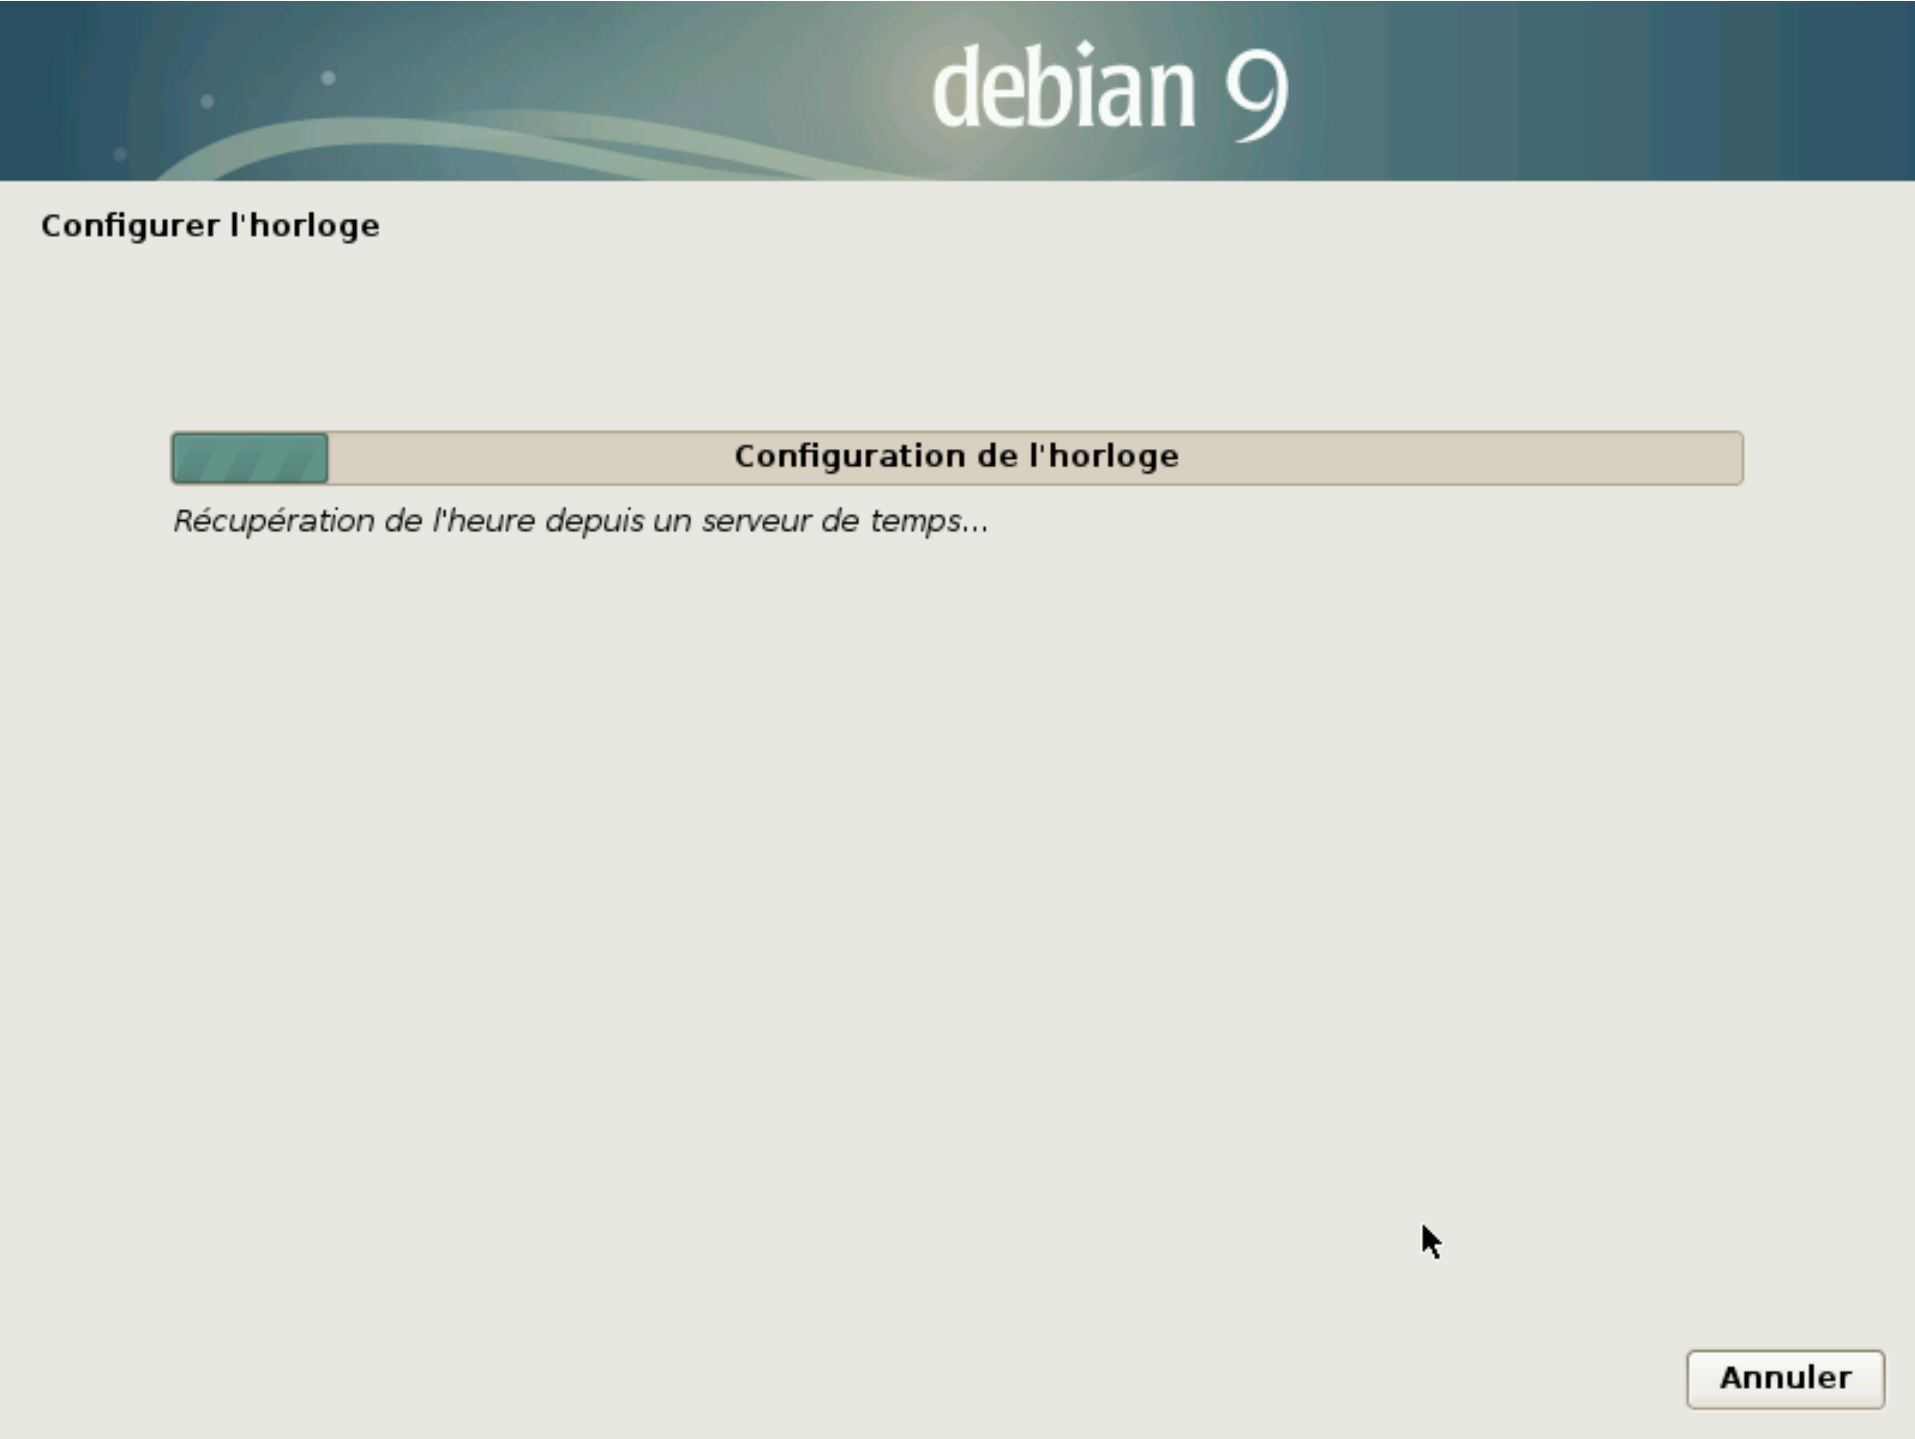 debian 9
Configurer l'horloge
Configuration de l'horloge
Récupération de l'heure depuis un serveur de temps...
Annuler